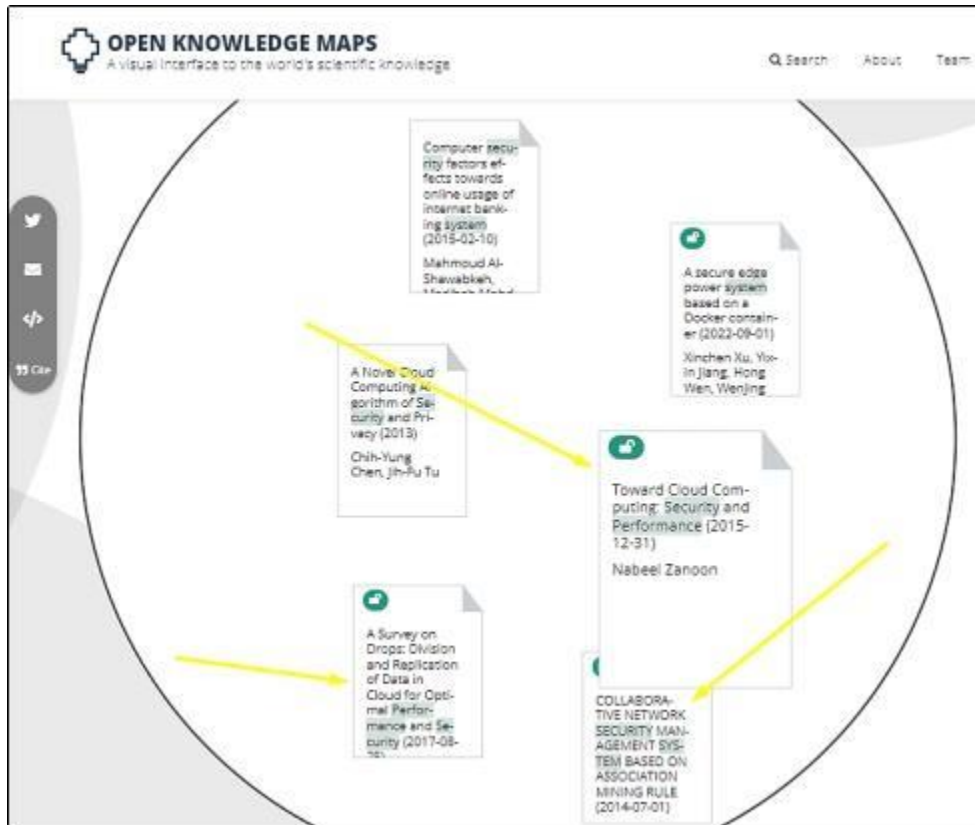 OPEN KNOWLEDGE MAPS
A visual interface to the world's scientific knowledge
Search About Team
Computer secu-
rity factors ef-
fects towards
online usage of
internet bank-
ing system
(2015-02-10)
Mahmoud Al-
Shawabkeh,
A secure edge
power system
based on a
Docker contain-
er (2022-09-01)
Xinchen Xu, Yix-
in Jiang, Hong
Wen, Wenjing
Cite
A Novel Cloud
Computing Al-
gorithm of Se-
curity and Pri-
vacy (2013)
Chih-Yung
Chen, Jih-Fu Tu
Toward Cloud Com-
puting: Security and
Performance (2015-
12-31)
Nabeel Zanoon
A Survey on
Drops: Division
and Replication
of Data in
Cloud for Opti-
mal Perfor-
mance and Se-
curity (2017-08-
COLLABORA-
TIVE NETWORK
SECURITY MAN-
AGEMENT SYS-
TEM BASED ON
ASSOCIATION
MINING RULE
(2014-07-01)